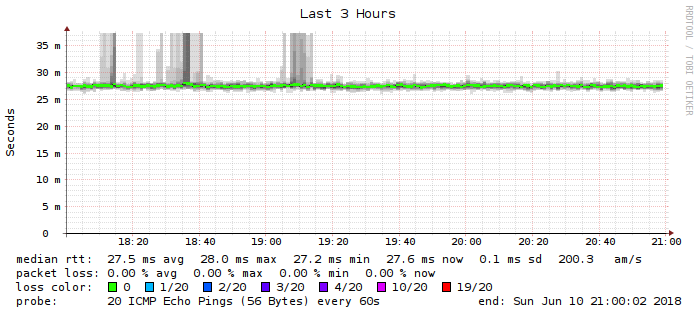 Last 3 Hours
RRDTOOL / TOBI OETIKER
Seconds
35 m
30 m
25 m
20 m
15 m
10 m
5 m
0
18:20 18:40 19:00 19:20 19:40 20:00 20:20 20:40 21:00
median rtt: 27.5 ms avg 28.0 ms max 27.2 ms min 27.6 ms now 0.1 ms sd 200.3 am/s
packet loss: 0.00 % avg 0.00 % max 0.00 % min 0.00 % now
loss color: 0 1/20 2/20 3/20 4/20 10/20 19/20
probe: 20 ICMP Echo Pings (56 Bytes) every 60s end: Sun Jun 10 21:00:02 2018